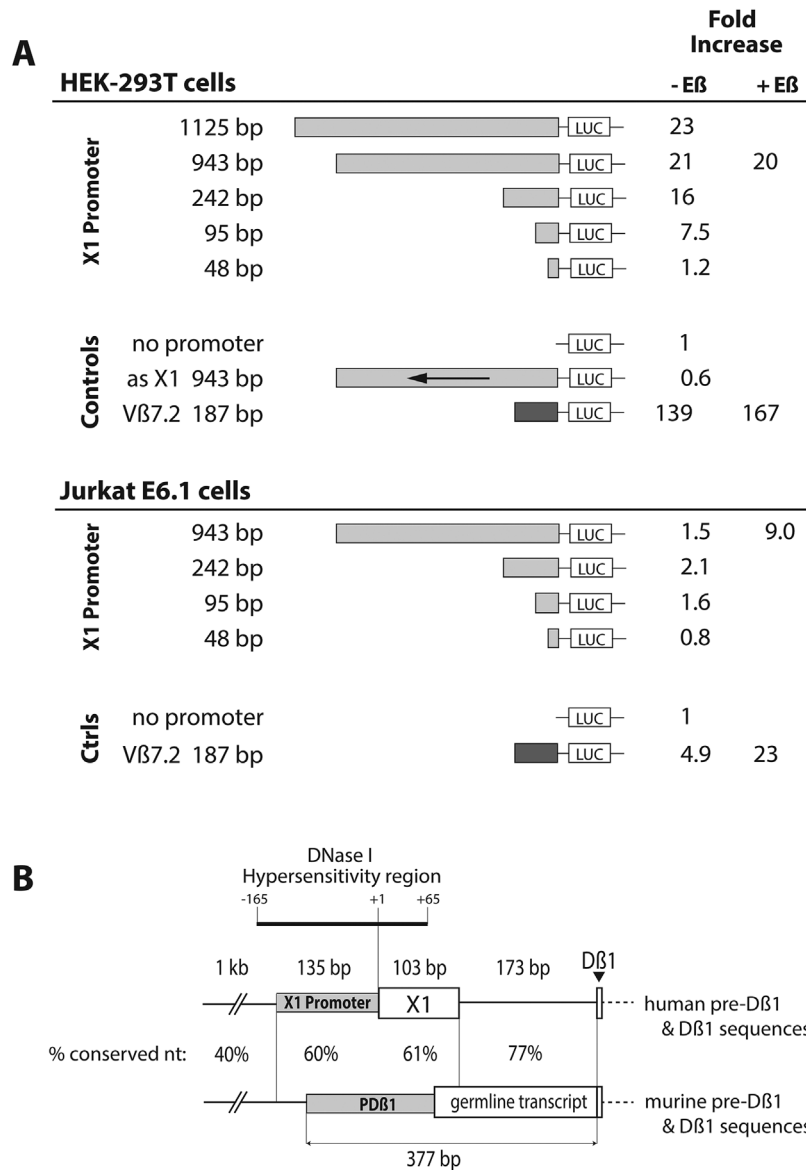 A
Fold
Increase
HEK-293T cells
- Eß + Eß
X1 Promoter
1125 bp LUC 23
943 bp LUC 21 20
242 bp LUC 16
95 bp LUC 7.5
48 bp LUC 1.2
Controls
no promoter LUC 1
as X1 943 bp LUC 0.6
Vß7.2 187 bp LUC 139 167
Jurkat E6.1 cells
X1 Promoter
943 bp LUC 1.5 9.0
242 bp LUC 2.1
95 bp LUC 1.6
48 bp LUC 0.8
Ctrls
no promoter LUC 1
Vß7.2 187 bp LUC 4.9 23
B
DNase I
Hypersensitivity region
-165 +1 +65
1 kb 135 bp 103 bp 173 bp Dß1
X1 Promoter X1 human pre-Dß1
& Dß1 sequences
% conserved nt: 40% 60% 61% 77%
PDß1 germline transcript murine pre-Dß1
& Dß1 sequences
377 bp